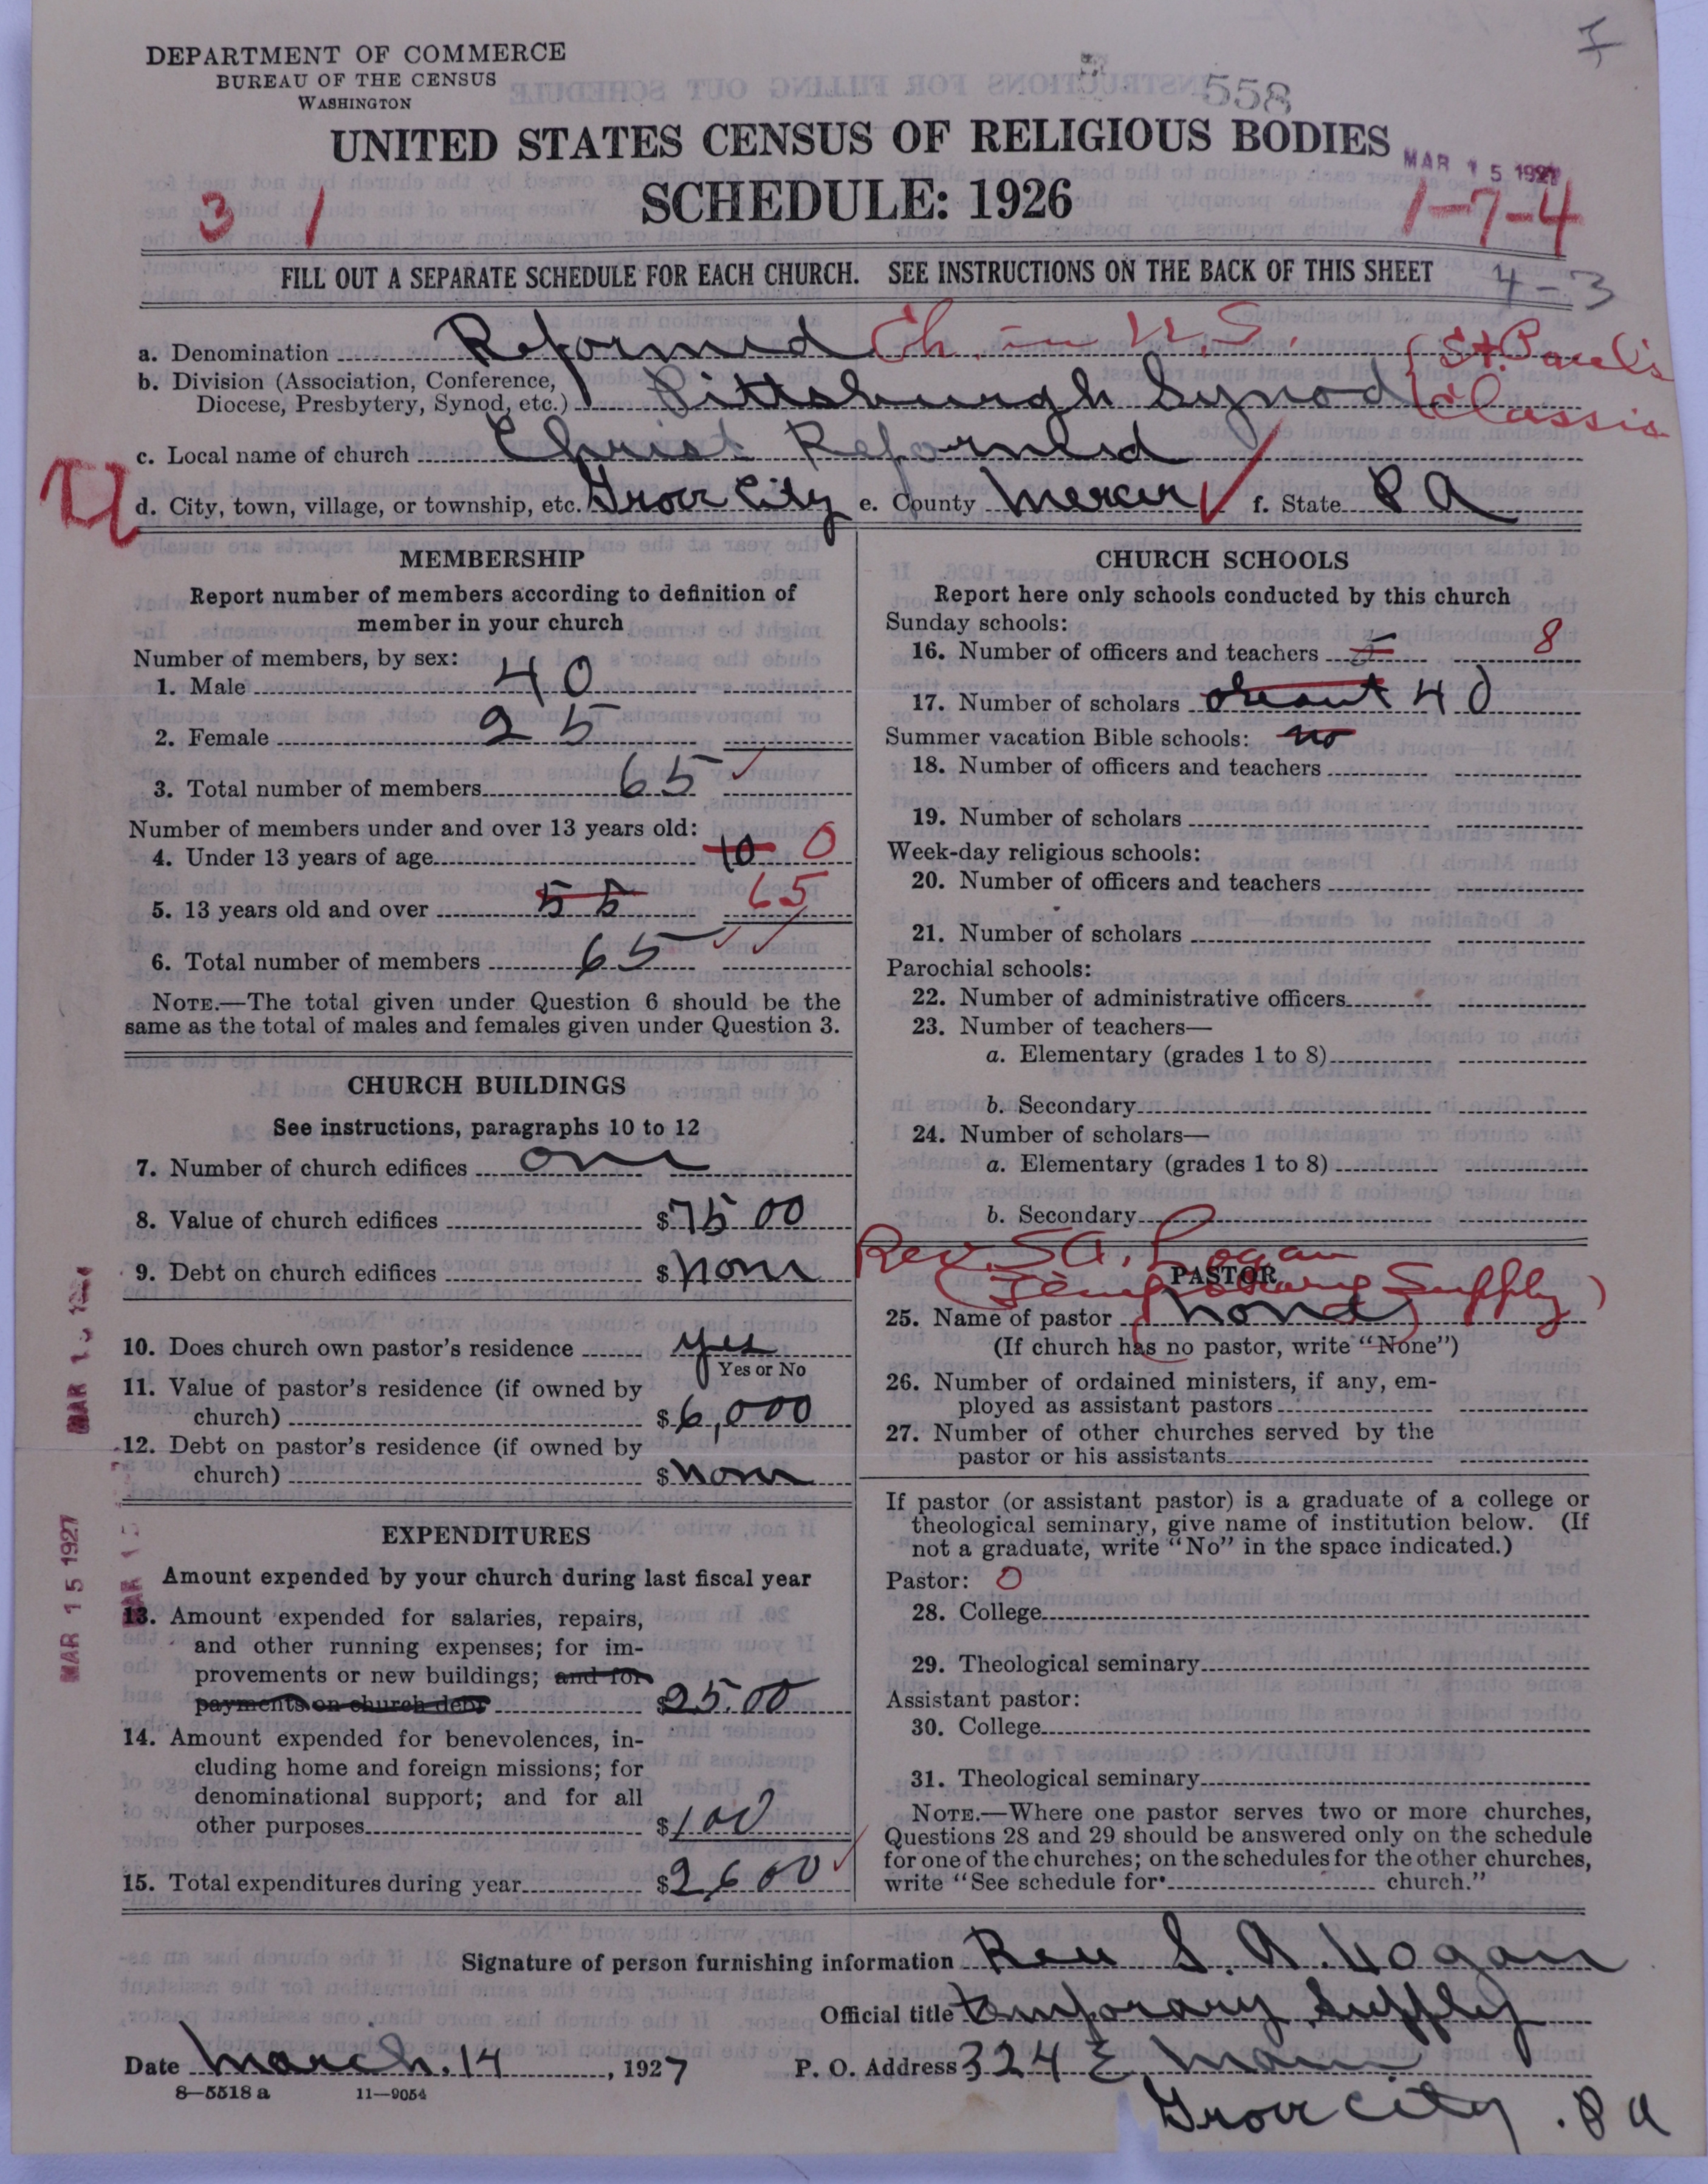 DEPARTMENT OF COMMERCE
BUREAU OF THE CENSUS
WASHINGTON
558
UNITED STATES CENSUS OF RELIGIOUS BODIES
MAR 15 1927
SCHEDULE: 1926
3 1
1-7-4
FILL OUT A SEPARATE SCHEDULE FOR EACH CHURCH. SEE INSTRUCTIONS ON THE BACK OF THIS SHEET
4-3
a. Denomination Reformed Ch. in U.S.
b. Division (Association, Conference, Diocese, Presbytery, Synod, etc.) Pittsburgh Synod (St. Paul's Classis
c. Local name of church Christ Reformed
d. City, town, village, or township, etc. Grove City e. County Mercer f. State PA
MEMBERSHIP
Report number of members according to definition of
member in your church
Number of members, by sex:
1. Male 40
2. Female 25
3. Total number of members 65
Number of members under and over 13 years old:
4. Under 13 years of age 10 0
5. 13 years old and over 55 65
6. Total number of members 65
NOTE.—The total given under Question 6 should be the
same as the total of males and females given under Question 3.
CHURCH BUILDINGS
See instructions, paragraphs 10 to 12
7. Number of church edifices one
8. Value of church edifices $7500
9. Debt on church edifices $none
10. Does church own pastor's residence yes
Yes or No
11. Value of pastor's residence (if owned by
church) $6,000
12. Debt on pastor's residence (if owned by
church) $none
EXPENDITURES
Amount expended by your church during last fiscal year
13. Amount expended for salaries, repairs,
and other running expenses; for im-
provements or new buildings; and for
payments on church debt $25.00
14. Amount expended for benevolences, in-
cluding home and foreign missions; for
denominational support; and for all
other purposes $100
15. Total expenditures during year $2600
MAR 15 1927
CHURCH SCHOOLS
Report here only schools conducted by this church
Sunday schools:
16. Number of officers and teachers 8
17. Number of scholars about 40
Summer vacation Bible schools: no
18. Number of officers and teachers
19. Number of scholars
Week-day religious schools:
20. Number of officers and teachers
21. Number of scholars
Parochial schools:
22. Number of administrative officers
23. Number of teachers—
a. Elementary (grades 1 to 8)
b. Secondary
24. Number of scholars—
a. Elementary (grades 1 to 8)
b. Secondary
Rev. S.A. Hogan
PASTOR
(Temporary Supply)
25. Name of pastor none
(If church has no pastor, write "None")
26. Number of ordained ministers, if any, em-
ployed as assistant pastors
27. Number of other churches served by the
pastor or his assistants
If pastor (or assistant pastor) is a graduate of a college or
theological seminary, give name of institution below. (If
not a graduate, write "No" in the space indicated.)
Pastor: 0
28. College
29. Theological seminary
Assistant pastor:
30. College
31. Theological seminary
NOTE.—Where one pastor serves two or more churches,
Questions 28 and 29 should be answered only on the schedule
for one of the churches; on the schedules for the other churches,
write "See schedule for church."
Signature of person furnishing information Rev S. A. Hogan
Official title temporary supply
Date March 14, 1927 P. O. Address 324 E Main
8-5518 a 11-9054
Grove City . Pa